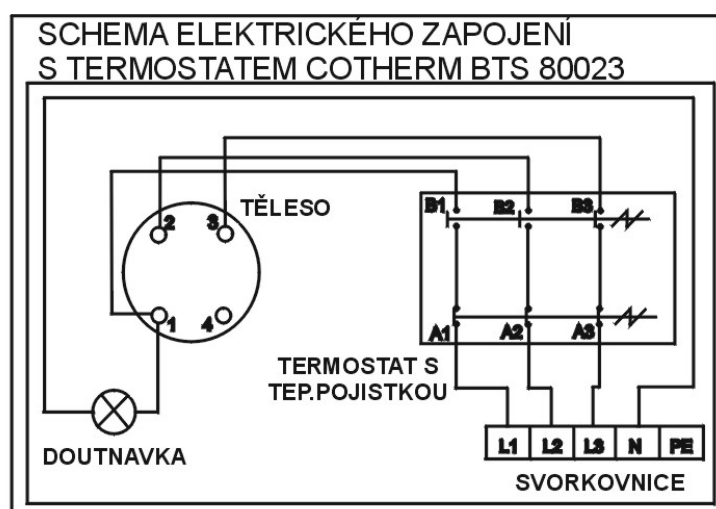 SCHEMA ELEKTRICKÉHO ZAPOJENÍ
S TERMOSTATEM COTHERM BTS 80023
B1 B2 B3
2 3 TĚLESO
1 4
A1 A2 A3
TERMOSTAT S
TEP.POJISTKOU
DOUTNAVKA
L1 L2 L3 N PE
SVORKOVNICE